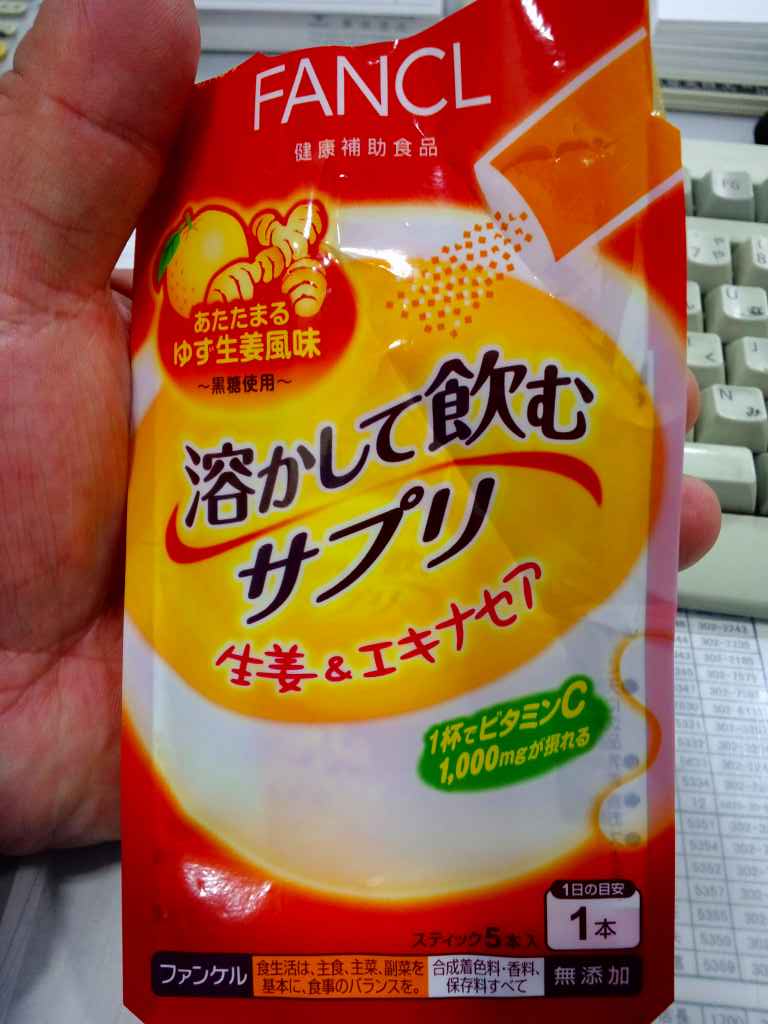 FANCL
健康補助食品
あたたまる
ゆず生姜風味
～黒糖使用～
溶かして飲む
サプリ
生姜&エキナセア
1杯でビタミンC
1,000mgが摂れる
1日の目安
1本
スティック5本入
ファンケル
食生活は、主食、主菜、副菜を
基本に、食事のバランスを。
合成着色料・香料、
保存料すべて
無添加